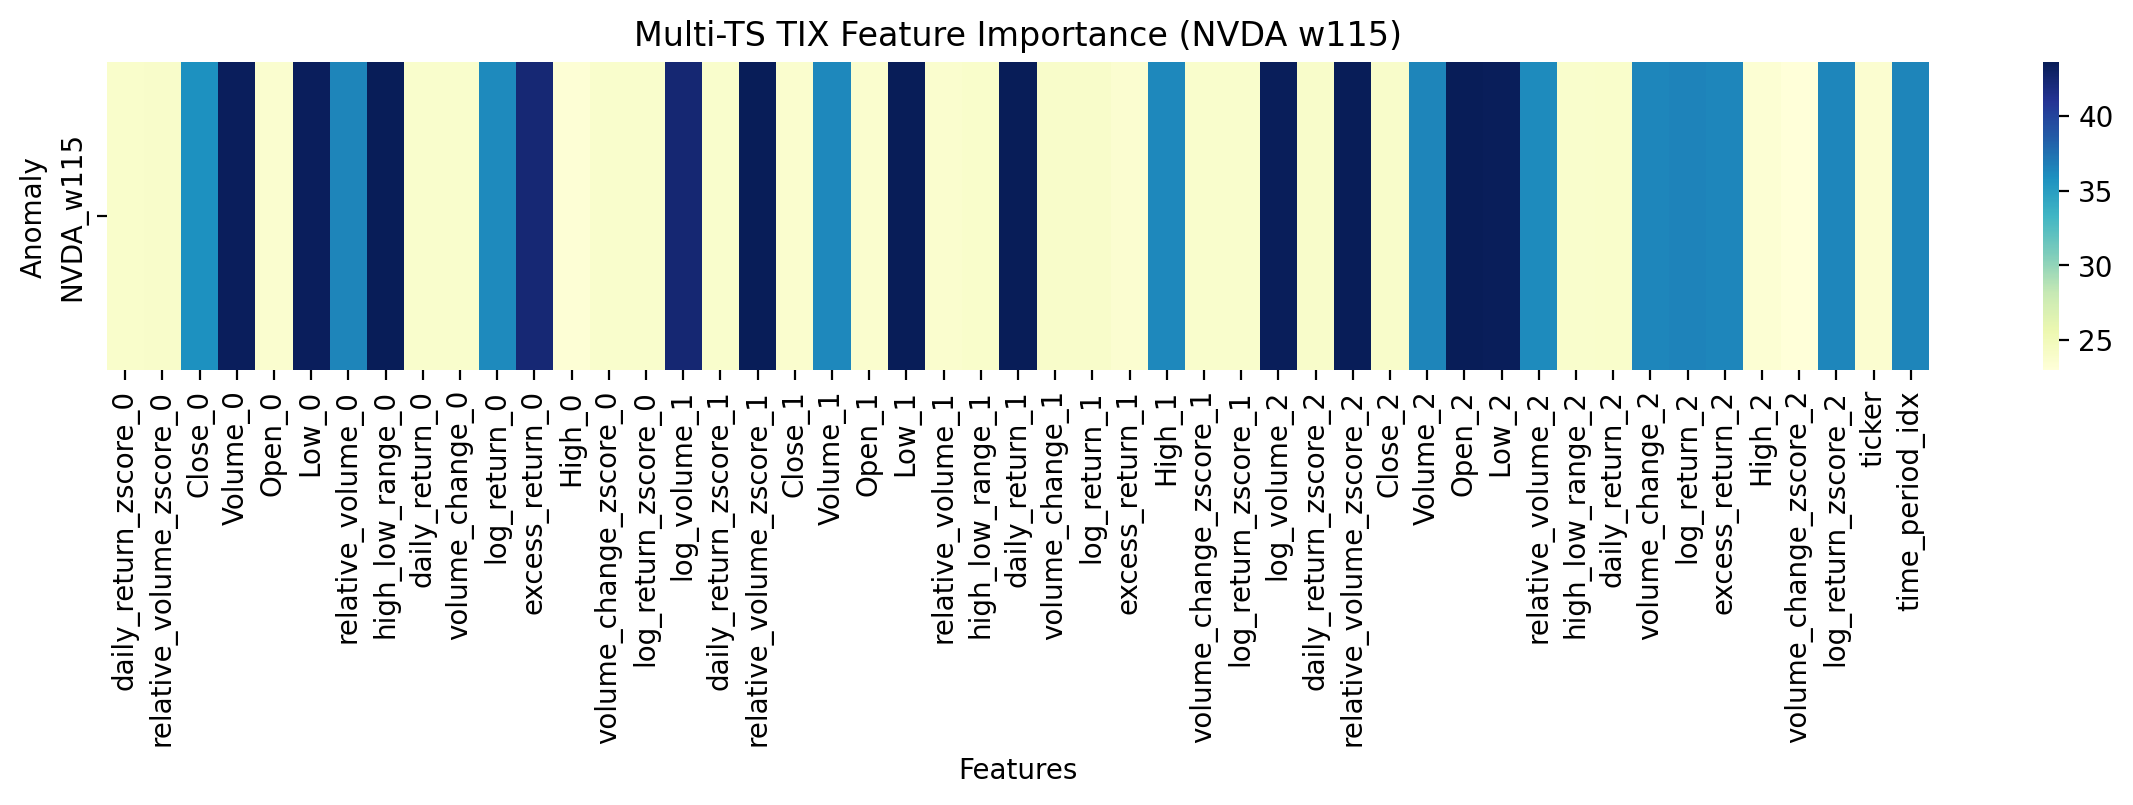 Multi-TS TIX Feature Importance (NVDA w115)
Anomaly
NVDA_w115
40
35
30
25
daily_return_zscore_0
relative_volume_zscore_0
Close_0
Volume_0
Open_0
Low_0
relative_volume_0
high_low_range_0
daily_return_0
volume_change_0
log_return_0
excess_return_0
High_0
volume_change_zscore_0
log_return_zscore_0
log_volume_1
daily_return_zscore_1
relative_volume_zscore_1
Close_1
Volume_1
Open_1
Low_1
relative_volume_1
high_low_range_1
daily_return_1
volume_change_1
log_return_1
excess_return_1
High_1
volume_change_zscore_1
log_return_zscore_1
log_volume_2
daily_return_zscore_2
relative_volume_zscore_2
Close_2
Volume_2
Open_2
Low_2
relative_volume_2
high_low_range_2
daily_return_2
volume_change_2
log_return_2
excess_return_2
High_2
volume_change_zscore_2
log_return_zscore_2
ticker
time_period_idx
Features